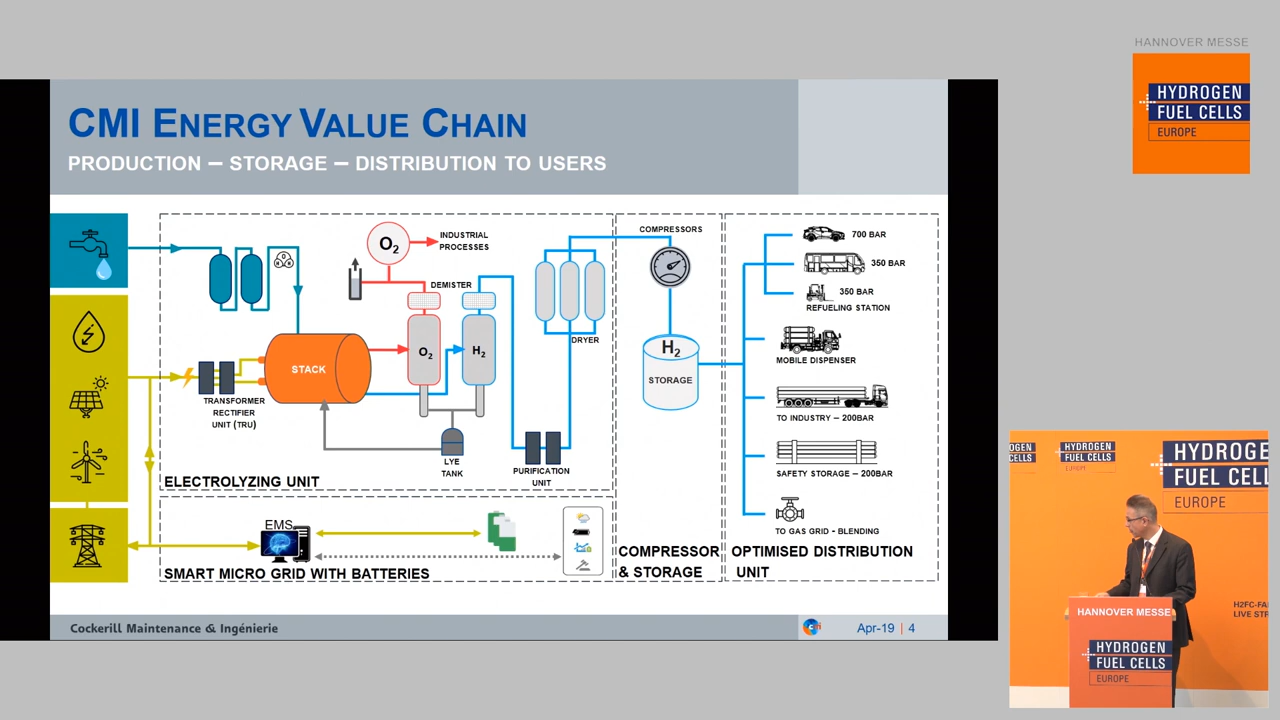 HANNOVER MESSE
HYDROGEN
FUEL CELLS
EUROPE
CMI ENERGY VALUE CHAIN
PRODUCTION – STORAGE – DISTRIBUTION TO USERS
O2
INDUSTRIAL
PROCESSES
DEMISTER
O2
H2
STACK
TRANSFORMER
RECTIFIER
UNIT (TRU)
LYE
TANK
DRYER
PURIFICATION
UNIT
ELECTROLYZING UNIT
EMS
SMART MICRO GRID WITH BATTERIES
COMPRESSORS
H2
STORAGE
COMPRESSOR
& STORAGE
700 BAR
350 BAR
350 BAR
REFUELING STATION
MOBILE DISPENSER
TO INDUSTRY – 200BAR
SAFETY STORAGE – 200BAR
TO GAS GRID - BLENDING
OPTIMISED DISTRIBUTION
UNIT
Cockerill Maintenance & Ingénierie
Apr-19 | 4
HYDROGEN
FUEL CELLS
EUROPE
HYDROGE
FUEL CELL
EUROPE
H2FC-FA
LIVE STR
HANNOVER MESSE
HYDROGEN
FUEL CELLS
EUROPE